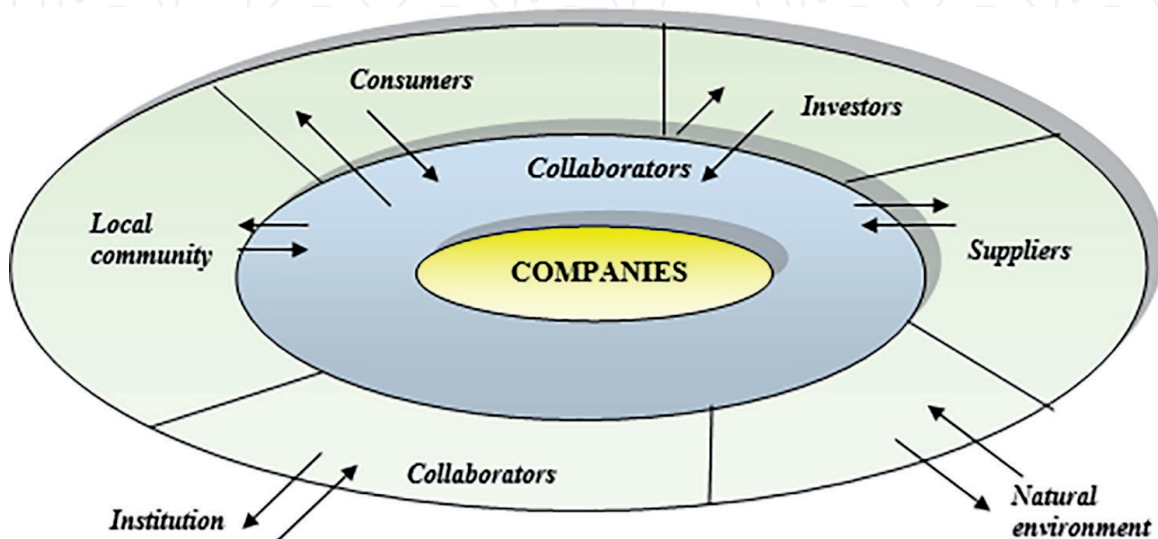 Consumers
Investors
Collaborators
Local
community
Suppliers
COMPANIES
Collaborators
Institution
Natural
environment